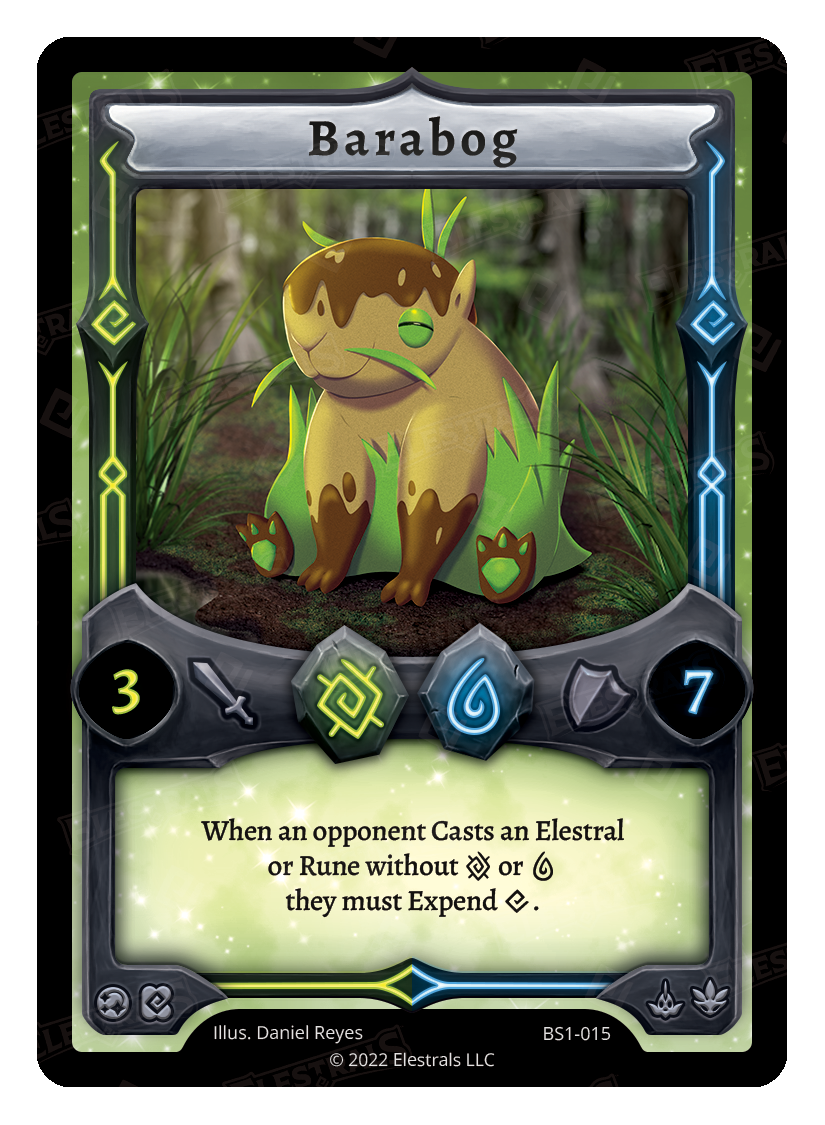 Barabog
3
7
When an opponent Casts an Elestral
or Rune without or
they must Expend .
Illus. Daniel Reyes
BS1-015
© 2022 Elestrals LLC
ELESTRALS